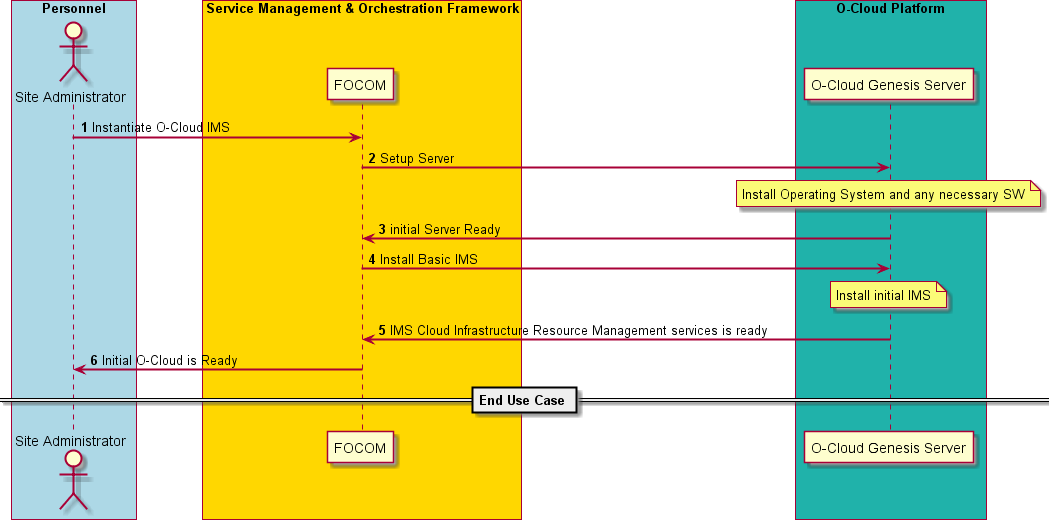 Personnel
Service Management & Orchestration Framework
O-Cloud Platform
Site Administrator
FOCOM
O-Cloud Genesis Server
1 Instantiate O-Cloud IMS
2 Setup Server
Install Operating System and any necessary SW
3 initial Server Ready
4 Install Basic IMS
Install initial IMS
5 IMS Cloud Infrastructure Resource Management services is ready
6 Initial O-Cloud is Ready
End Use Case
Site Administrator
FOCOM
O-Cloud Genesis Server